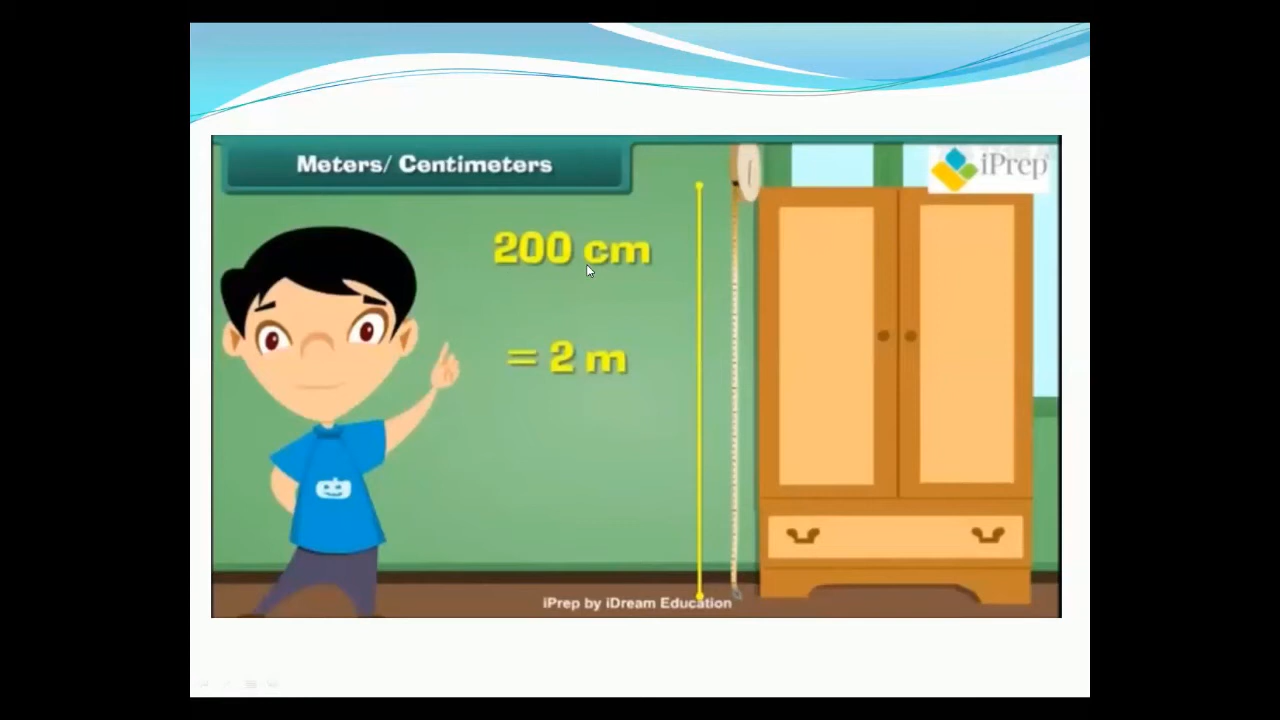 Meters/ Centimeters
iPrep
200 cm
= 2 m
iPrep by iDream Education